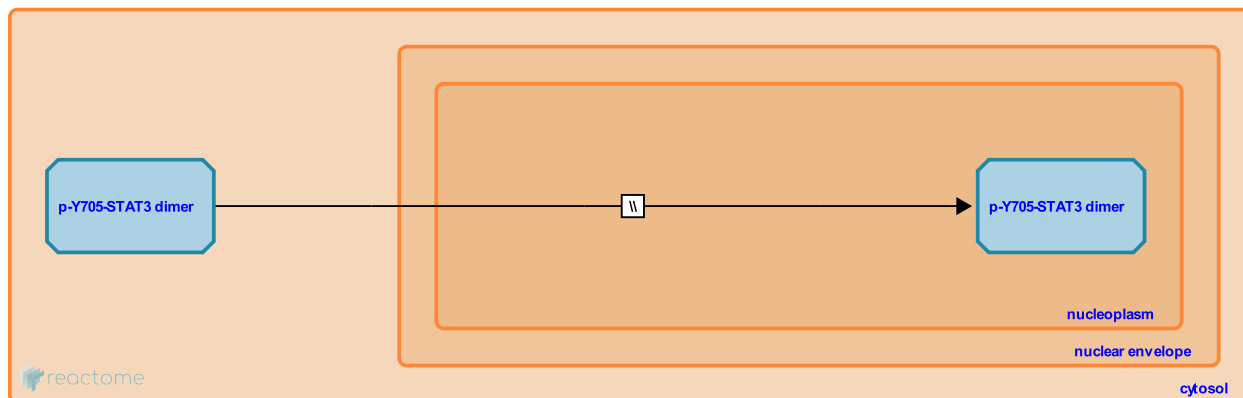 p-Y705-STAT3 dimer
\\
p-Y705-STAT3 dimer
nucleoplasm
nuclear envelope
reactome
cytosol